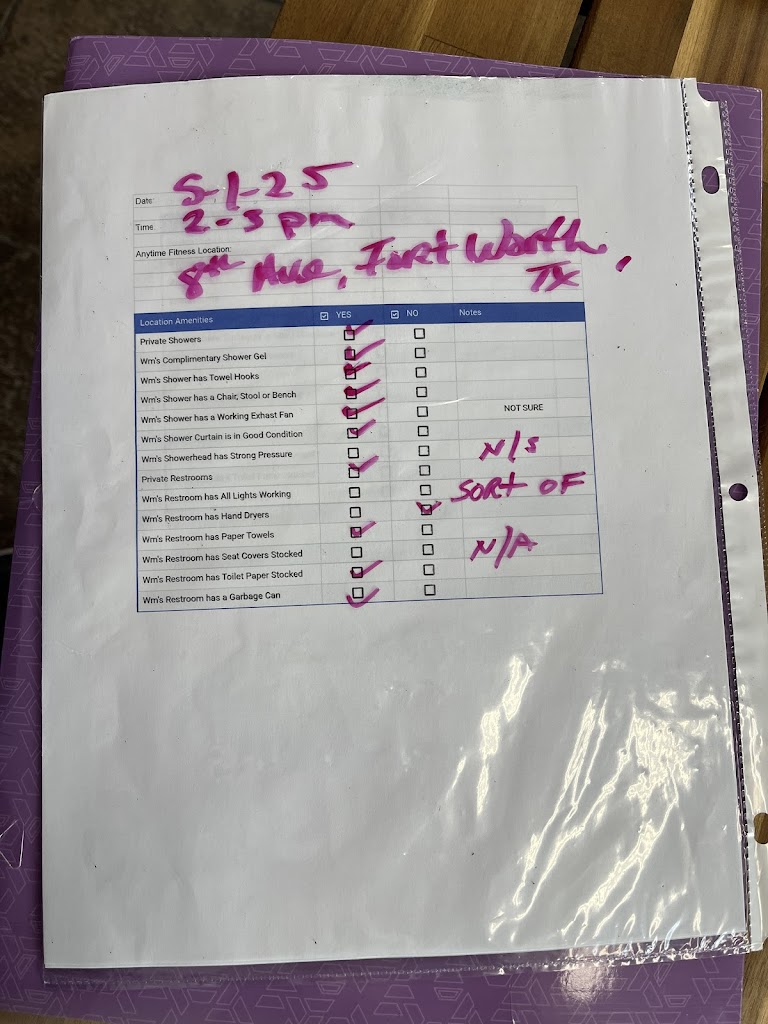 Date: 5-1-25
Time: 2-3 pm
Anytime Fitness Location:
8th Ave, Fort Worth,
TX
Location Amenities ☑ YES ☑ NO Notes
Private Showers
Wm's Complimentary Shower Gel
Wm's Shower has Towel Hooks
Wm's Shower has a Chair, Stool or Bench
Wm's Shower has a Working Exhast Fan NOT SURE
Wm's Shower Curtain is in Good Condition
Wm's Showerhead has Strong Pressure N/S
Private Restrooms
Wm's Restroom has All Lights Working SORT OF
Wm's Restroom has Hand Dryers
Wm's Restroom has Paper Towels
Wm's Restroom has Seat Covers Stocked N/A
Wm's Restroom has Toilet Paper Stocked
Wm's Restroom has a Garbage Can